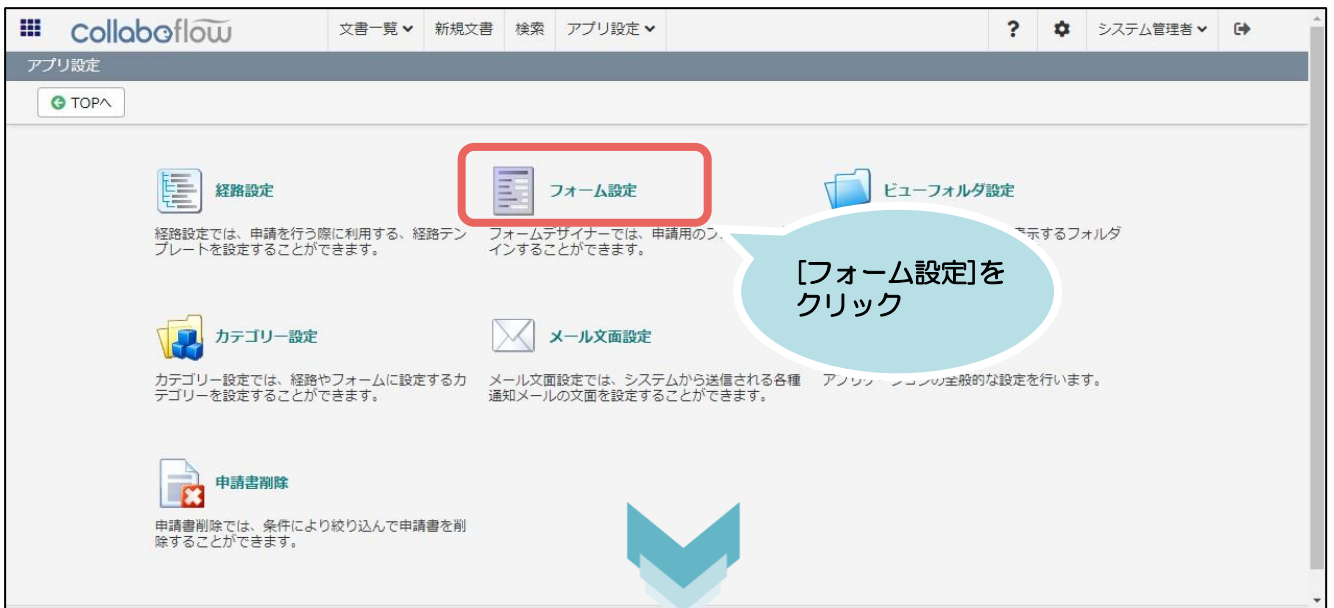 collaboflow
文書一覧
新規文書
検索
アプリ設定
?
システム管理者
アプリ設定
TOPへ
経路設定
フォーム設定
ビューフォルダ設定
経路設定では、申請を行う際に利用する、経路テン
プレートを設定することができます。
フォームデザイナーでは、申請用の
インすることができます。
示するフォルダ
[フォーム設定]を
クリック
カテゴリー設定
メール文面設定
カテゴリー設定では、経路やフォームに設定するカ
テゴリーを設定することができます。
メール文面設定では、システムから送信される各種
通知メールの文面を設定することができます。
アプリケーションの全般的な設定を行います。
申請書削除
申請書削除では、条件により絞り込んで申請書を削
除することができます。